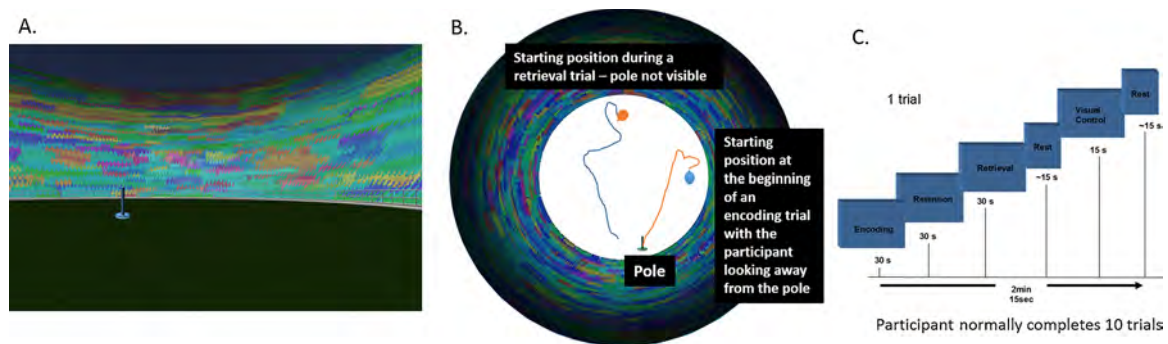 A.
B.
Starting position during a
retrieval trial – pole not visible
Starting
position at
the beginning
of an
encoding trial
with the
participant
looking away
from the pole
Pole
C.
1 trial
Rest
Visual
Control
~15 s
Rest
15 s
Retrieval
~15 s
Retention
30 s
Encoding
30 s
30 s
2min
15sec
Participant normally completes 10 trials